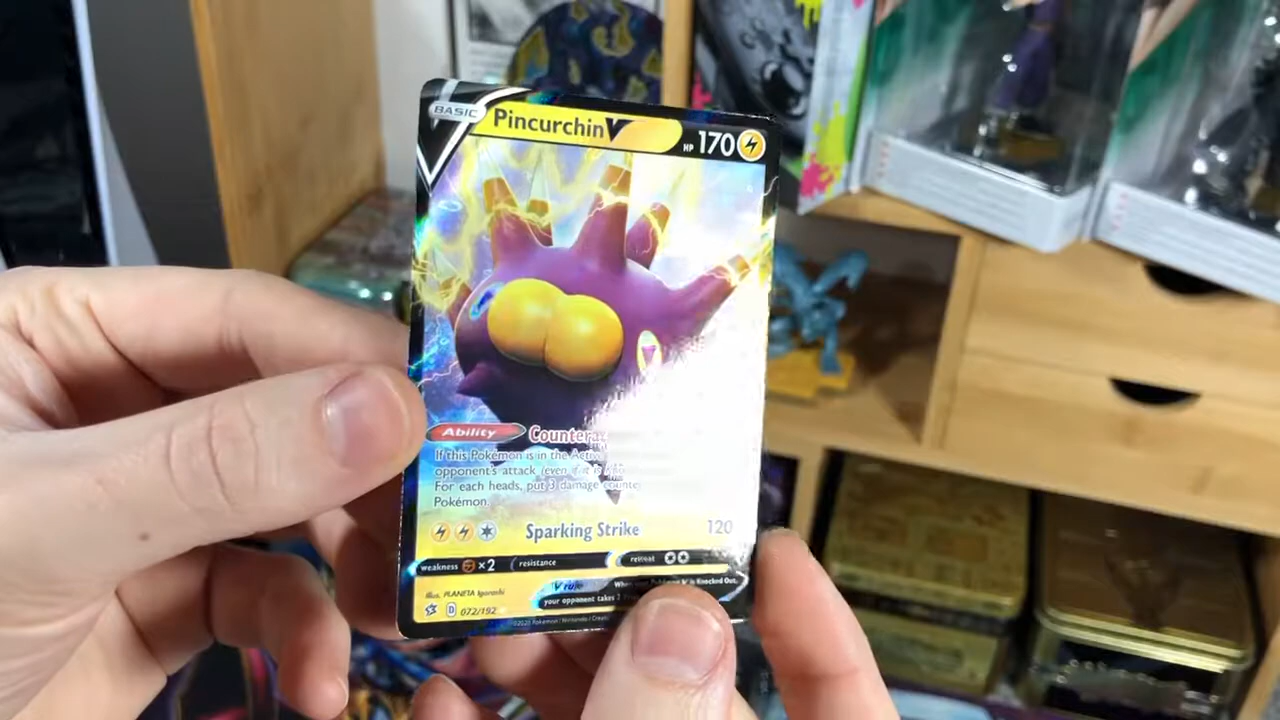 BASIC
Pincurchin V
HP 170
Ability Countera
If this Pokémon is in the Active
opponent's attack (even if it is
For each heads, put 3 damage counte
Pokémon.
Sparking Strike 120
weakness ×2 resistance retreat
V rule When your Pokémon V is Knocked Out,
your opponent takes 2
Illus. PLANETA Igarashi
D 072/192
©2020 Pokémon / Nintendo / Creat